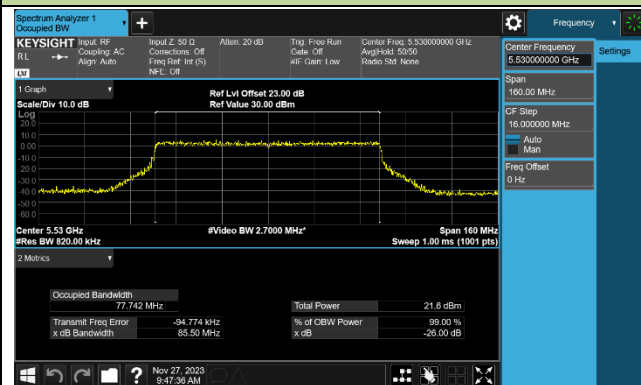 Spectrum Analyzer 1
Occupied BW
Frequency
KEYSIGHT
Input: RF
Coupling: AC
Align: Auto
Input Z: 50 Ω
Corrections: Off
Freq Ref: Int (S)
NFE: Off
Atten: 20 dB
Trig: Free Run
Gate: Off
#IF Gain: Low
Center Freq: 5.530000000 GHz
Avg|Hold: 50/50
Radio Std: None
RL
LXI
Center Frequency
5.530000000 GHz
Settings
Span
160.00 MHz
CF Step
16.000000 MHz
Auto
Man
Freq Offset
0 Hz
1 Graph
Scale/Div 10.0 dB
Ref Lvl Offset 23.00 dB
Ref Value 30.00 dBm
Log
20.0
10.0
0.00
-10.0
-20.0
-30.0
-40.0
-50.0
-60.0
Center 5.53 GHz
#Res BW 820.00 kHz
#Video BW 2.7000 MHz*
Span 160 MHz
Sweep 1.00 ms (1001 pts)
2 Metrics
Occupied Bandwidth
77.742 MHz
Total Power 21.6 dBm
Transmit Freq Error -94.774 kHz
% of OBW Power 99.00 %
x dB Bandwidth 85.50 MHz
x dB -26.00 dB
?
Nov 27, 2023
9:47:36 AM